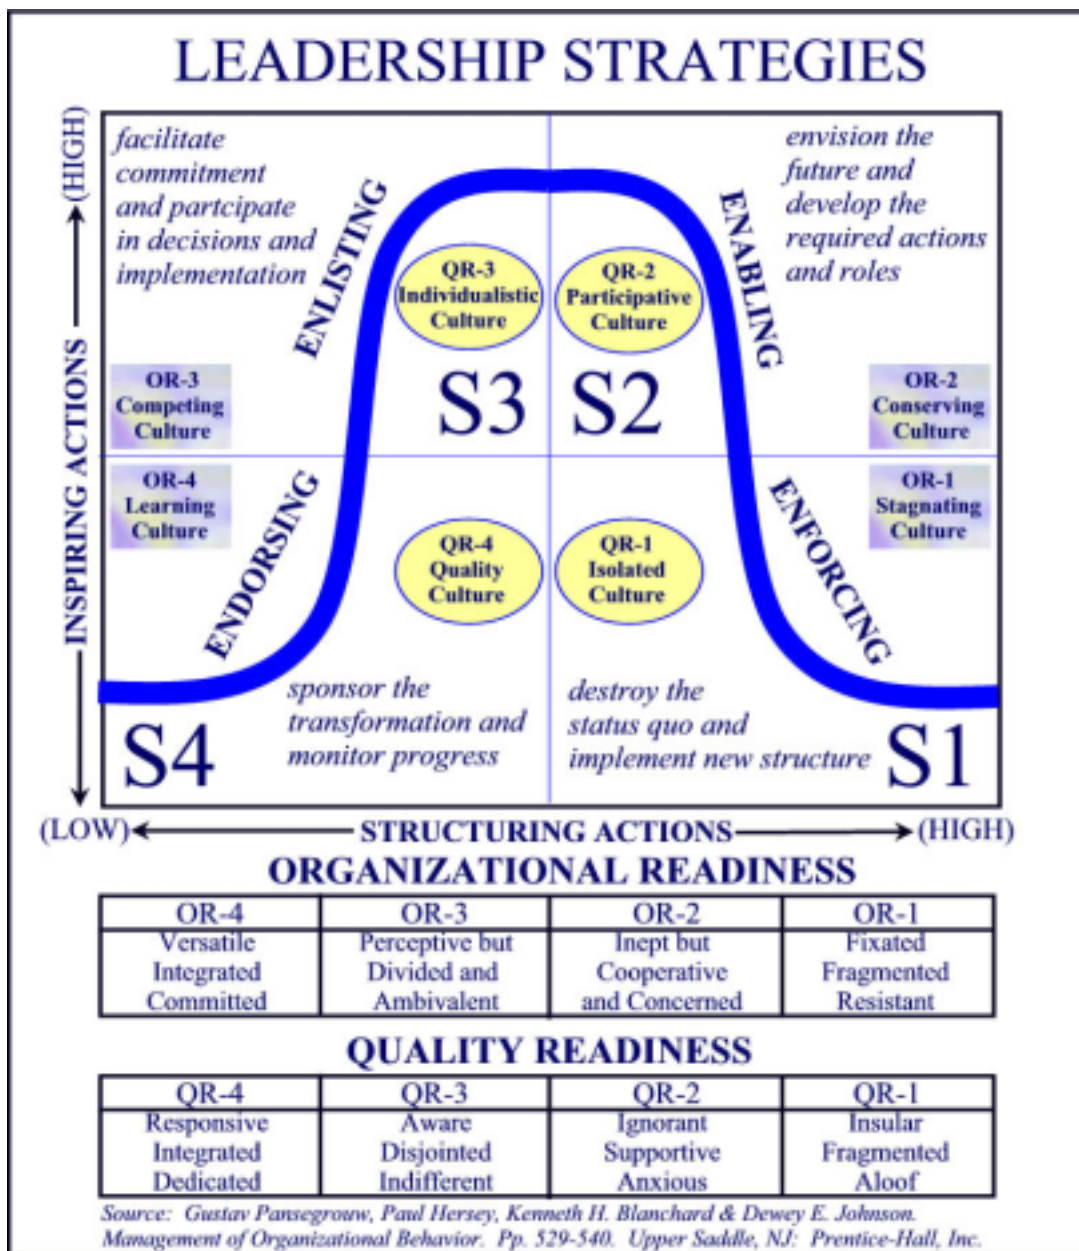 LEADERSHIP STRATEGIES
(HIGH)
INSPIRING ACTIONS
facilitate
commitment
and partcipate
in decisions and
implementation
ENLISTING
QR-3
Individualistic
Culture
S3
OR-3
Competing
Culture
QR-2
Participative
Culture
S2
ENABLING
envision the
future and
develop the
required actions
and roles
OR-2
Conserving
Culture
OR-4
Learning
Culture
ENDORSING
QR-4
Quality
Culture
sponsor the
transformation and
monitor progress
S4
QR-1
Isolated
Culture
ENFORCING
OR-1
Stagnating
Culture
destroy the
status quo and
implement new structure
S1
(LOW) STRUCTURING ACTIONS (HIGH)
ORGANIZATIONAL READINESS
OR-4 OR-3 OR-2 OR-1
Versatile Perceptive but Inept but Fixated
Integrated Divided and Cooperative Fragmented
Committed Ambivalent and Concerned Resistant
QUALITY READINESS
QR-4 QR-3 QR-2 QR-1
Responsive Aware Ignorant Insular
Integrated Disjointed Supportive Fragmented
Dedicated Indifferent Anxious Aloof
Source: Gustav Pansegrouw, Paul Hersey, Kenneth H. Blanchard & Dewey E. Johnson.
Management of Organizational Behavior. Pp. 529-540. Upper Saddle, NJ: Prentice-Hall, Inc.